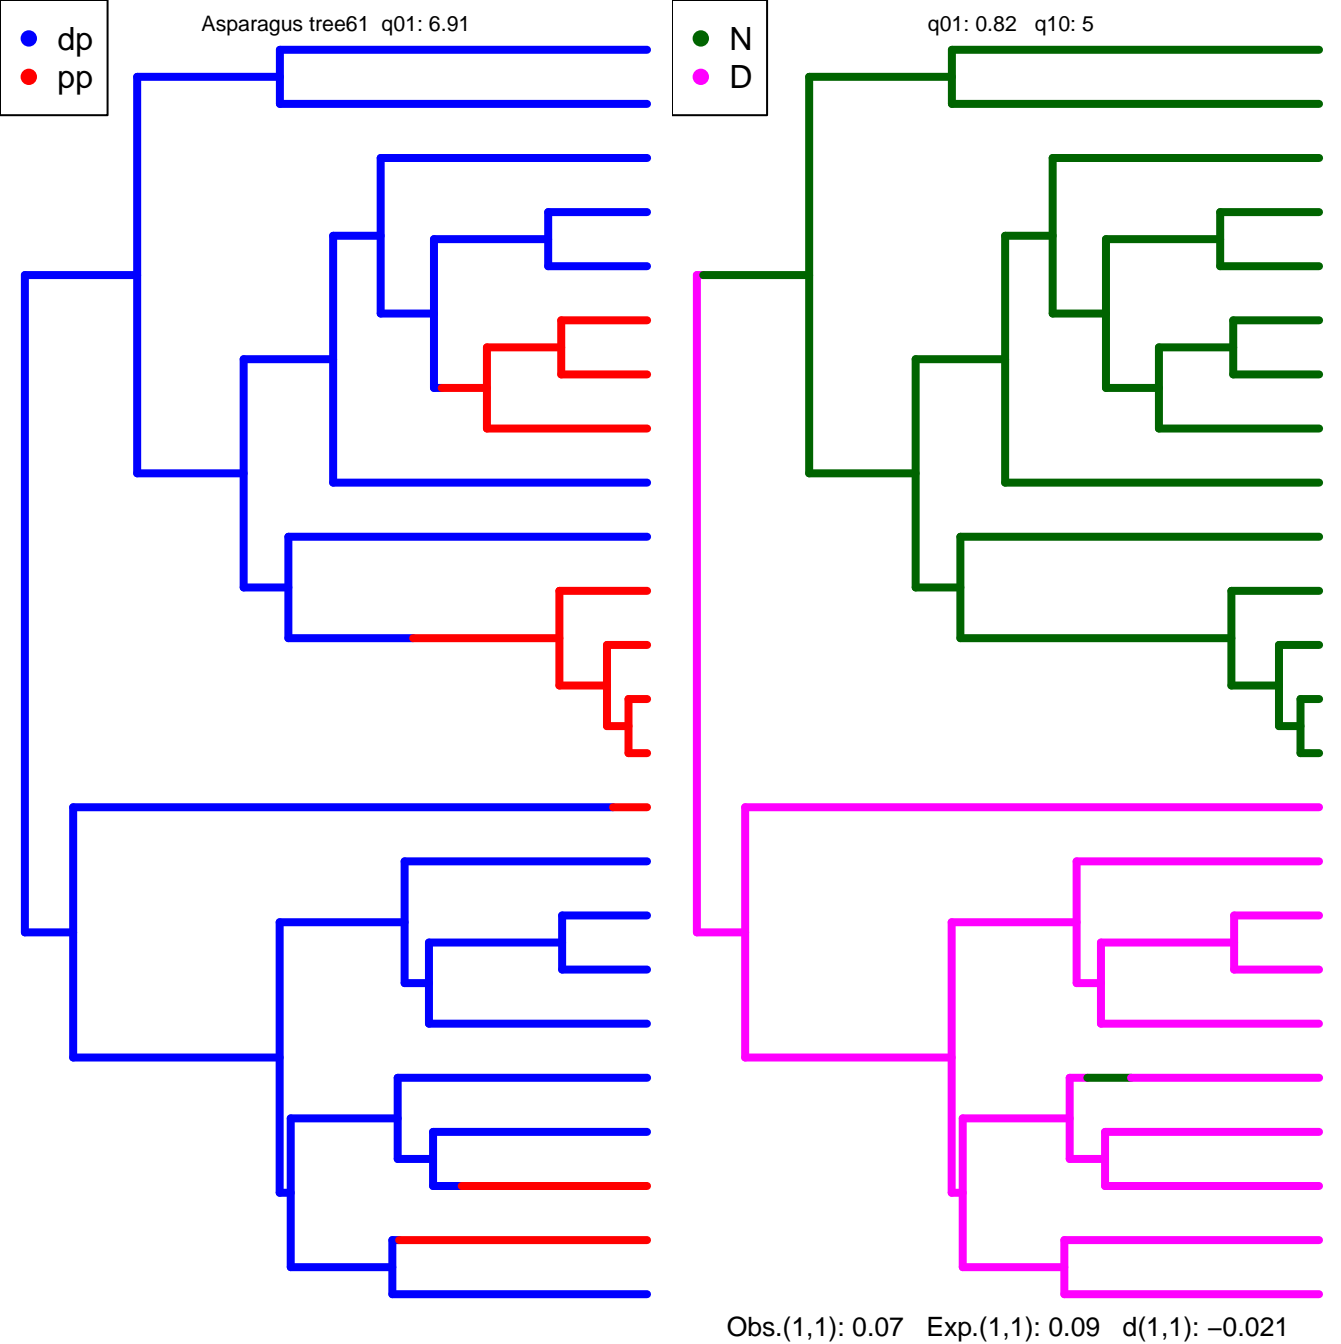 Asparagus tree61  q01: 6.91
dp
pp
q01: 0.82   q10: 5
N
D
Obs.(1,1): 0.07   Exp.(1,1): 0.09   d(1,1): −0.021